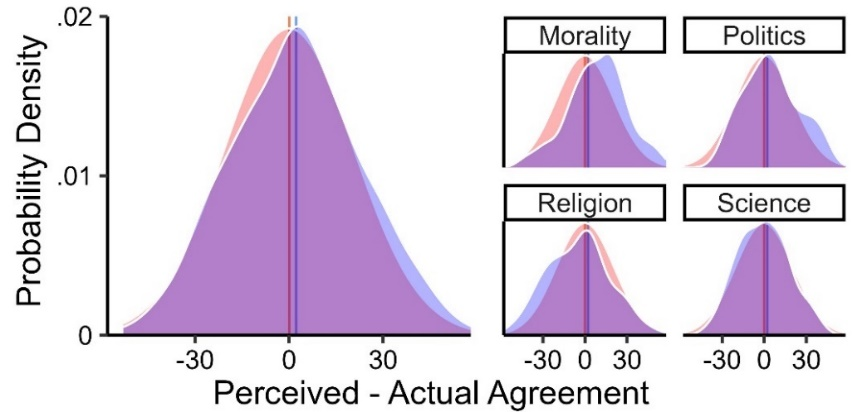 Probability Density
.02
.01
0
-30 0 30
Morality
Politics
Religion
Science
-30 0 30
-30 0 30
Perceived - Actual Agreement